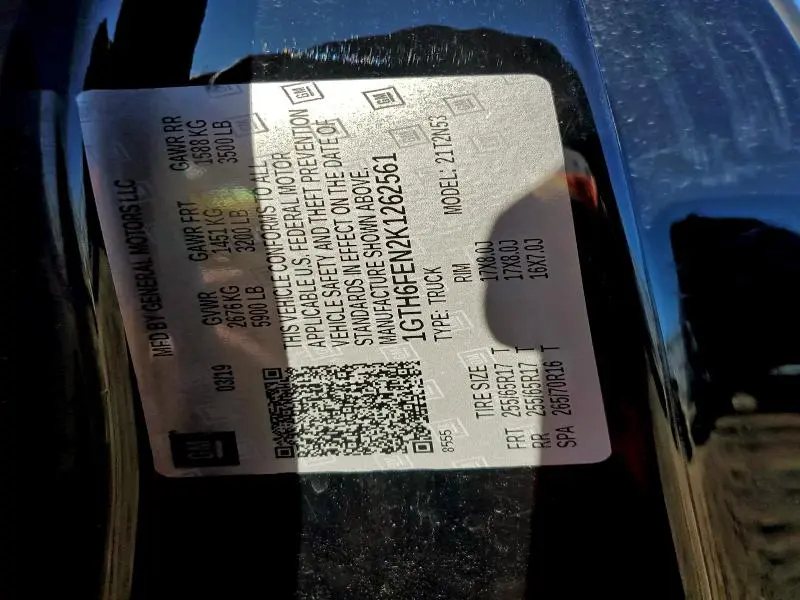 GM
MFD BY GENERAL MOTORS LLC
03/19 GVWR GAWR FRT GAWR RR
2676 KG 1451 KG 1588 KG
5900 LB 3200 LB 3500 LB
THIS VEHICLE CONFORMS TO ALL
APPLICABLE U.S. FEDERAL MOTOR
VEHICLE SAFETY AND THEFT PREVENTION
STANDARDS IN EFFECT ON THE DATE OF
MANUFACTURE SHOWN ABOVE.
1GTH6FEN2K1262561
TYPE: TRUCK MODEL: 21T2N53
8555
TIRE SIZE RIM
FRT 255/65R17 T 17X8.0J
RR 255/65R17 T 17X8.0J
SPA 265/70R16 T 16X7.0J